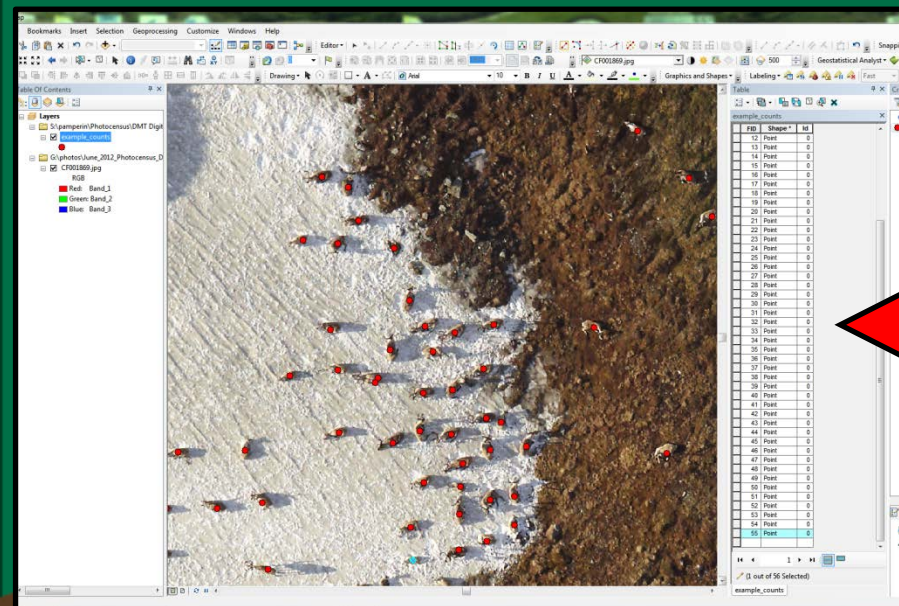 Bookmarks Insert Selection Geoprocessing Customize Windows Help
Editor
Snappi
CF001869.jpg
500
Geostatistical Analyst
Drawing
Arial
10
B I U
Graphics and Shapes
Labeling
Fast
Table Of Contents
Layers
S:\pamperin\Photocensus\DMT Digit
example_counts
G:\photos\June_2012_Photocensus_D
CF001869.jpg
RGB
Red: Band_1
Green: Band_2
Blue: Band_3
Table
example_counts
FID Shape * Id
12 Point 0
13 Point 0
14 Point 0
15 Point 0
16 Point 0
17 Point 0
18 Point 0
19 Point 0
20 Point 0
21 Point 0
22 Point 0
23 Point 0
24 Point 0
25 Point 0
26 Point 0
27 Point 0
28 Point 0
29 Point 0
30 Point 0
31 Point 0
32 Point 0
33 Point 0
34 Point 0
35 Point 0
36 Point 0
37 Point 0
38 Point 0
39 Point 0
40 Point 0
41 Point 0
42 Point 0
43 Point 0
44 Point 0
45 Point 0
46 Point 0
47 Point 0
48 Point 0
49 Point 0
50 Point 0
51 Point 0
52 Point 0
53 Point 0
54 Point 0
55 Point 0
1
(1 out of 56 Selected)
example_counts